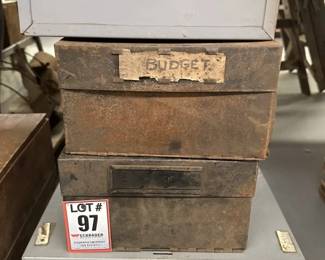 BUDGET
LOT #
97
SCHRADER